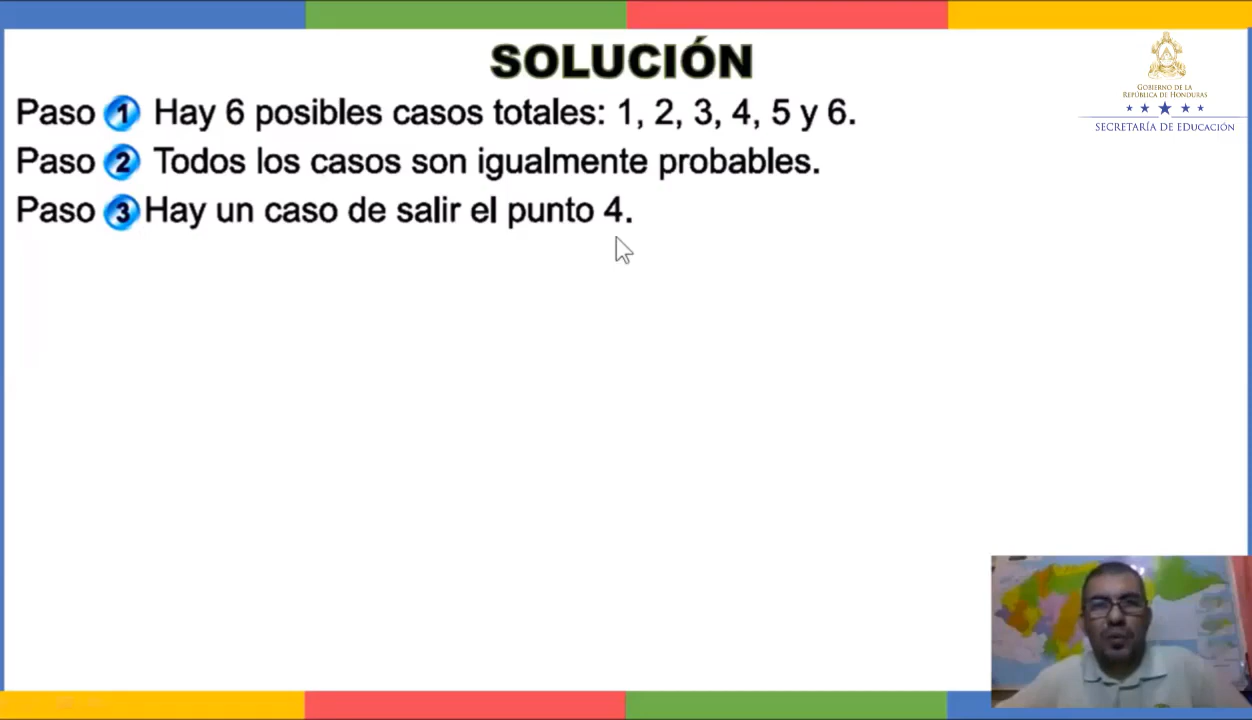 SOLUCIÓN
GOBIERNO DE LA
REPÚBLICA DE HONDURAS
SECRETARÍA DE EDUCACIÓN
Paso 1 Hay 6 posibles casos totales: 1, 2, 3, 4, 5 y 6.
Paso 2 Todos los casos son igualmente probables.
Paso 3 Hay un caso de salir el punto 4.